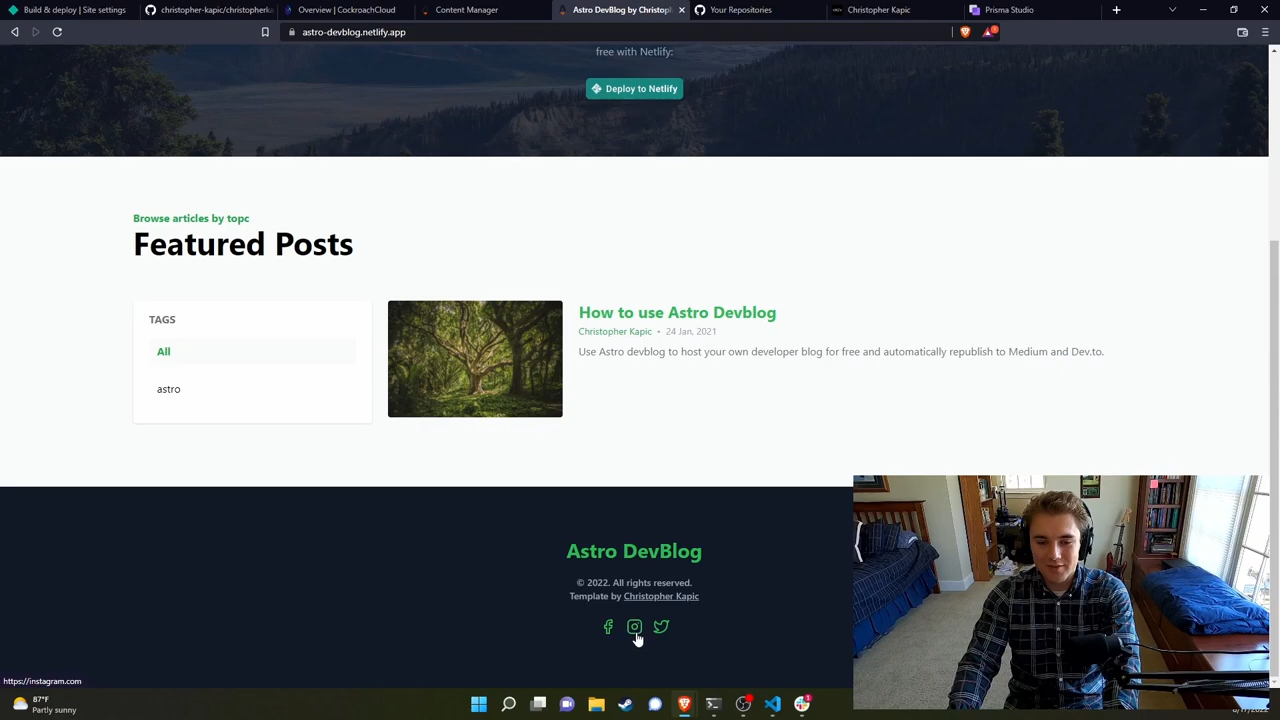 Build & deploy | Site settings
christopher-kapic/christopherka
Overview | CockroachCloud
Content Manager
Astro DevBlog by Christoph
Your Repositories
Christopher Kapic
Prisma Studio
astro-devblog.netlify.app
free with Netlify:
Deploy to Netlify
Browse articles by topc
Featured Posts
TAGS
All
astro
How to use Astro Devblog
Christopher Kapic • 24 Jan, 2021
Use Astro devblog to host your own developer blog for free and automatically republish to Medium and Dev.to.
Astro DevBlog
© 2022. All rights reserved.
Template by Christopher Kapic
https://instagram.com
87°F
Partly sunny